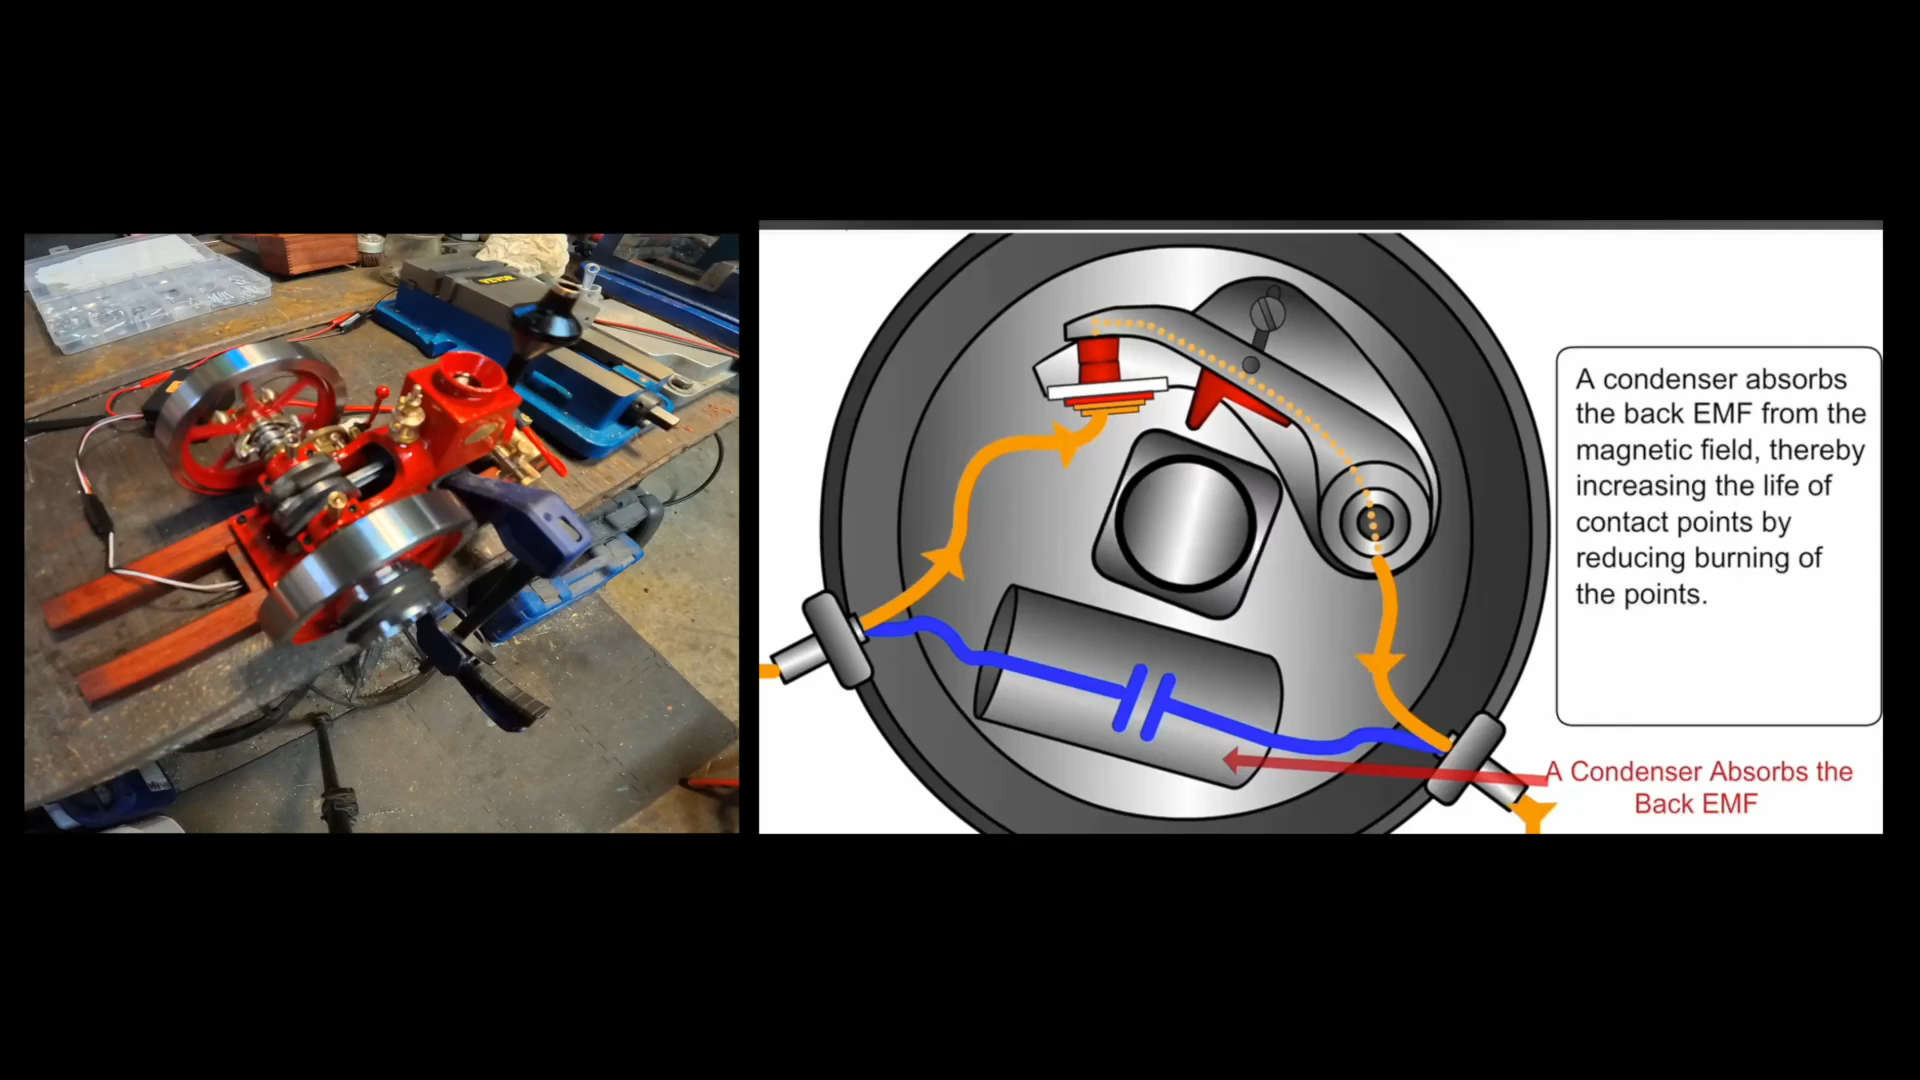 A condenser absorbs
the back EMF from the
magnetic field, thereby
increasing the life of
contact points by
reducing burning of
the points.
A Condenser Absorbs the
Back EMF